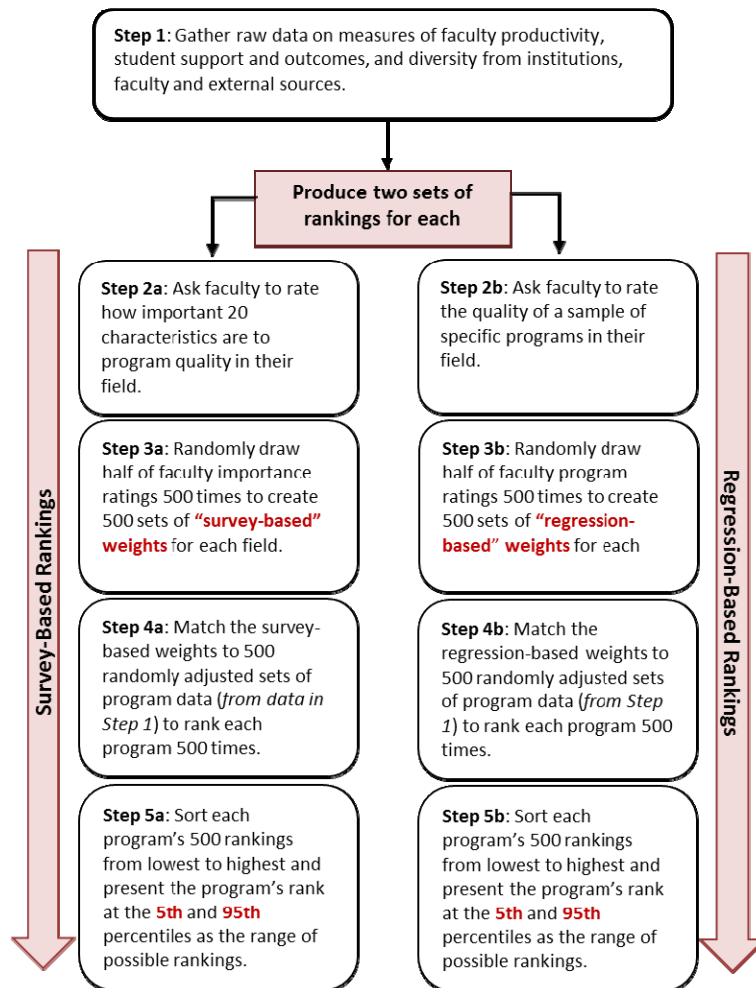 Step 1: Gather raw data on measures of faculty productivity,
student support and outcomes, and diversity from institutions,
faculty and external sources.
Produce two sets of
rankings for each
Survey-Based Rankings
Step 2a: Ask faculty to rate
how important 20
characteristics are to
program quality in their
field.
Step 3a: Randomly draw
half of faculty importance
ratings 500 times to create
500 sets of “survey-based”
weights for each field.
Step 4a: Match the survey-
based weights to 500
randomly adjusted sets of
program data (from data in
Step 1) to rank each
program 500 times.
Step 5a: Sort each
program’s 500 rankings
from lowest to highest and
present the program’s rank
at the 5th and 95th
percentiles as the range of
possible rankings.
Step 2b: Ask faculty to rate
the quality of a sample of
specific programs in their
field.
Step 3b: Randomly draw
half of faculty program
ratings 500 times to create
500 sets of “regression-
based” weights for each
Step 4b: Match the
regression-based weights to
500 randomly adjusted sets
of program data (from Step
1) to rank each program 500
times.
Step 5b: Sort each
program’s 500 rankings
from lowest to highest and
present the program’s rank
at the 5th and 95th
percentiles as the range of
possible rankings.
Regression-Based Rankings